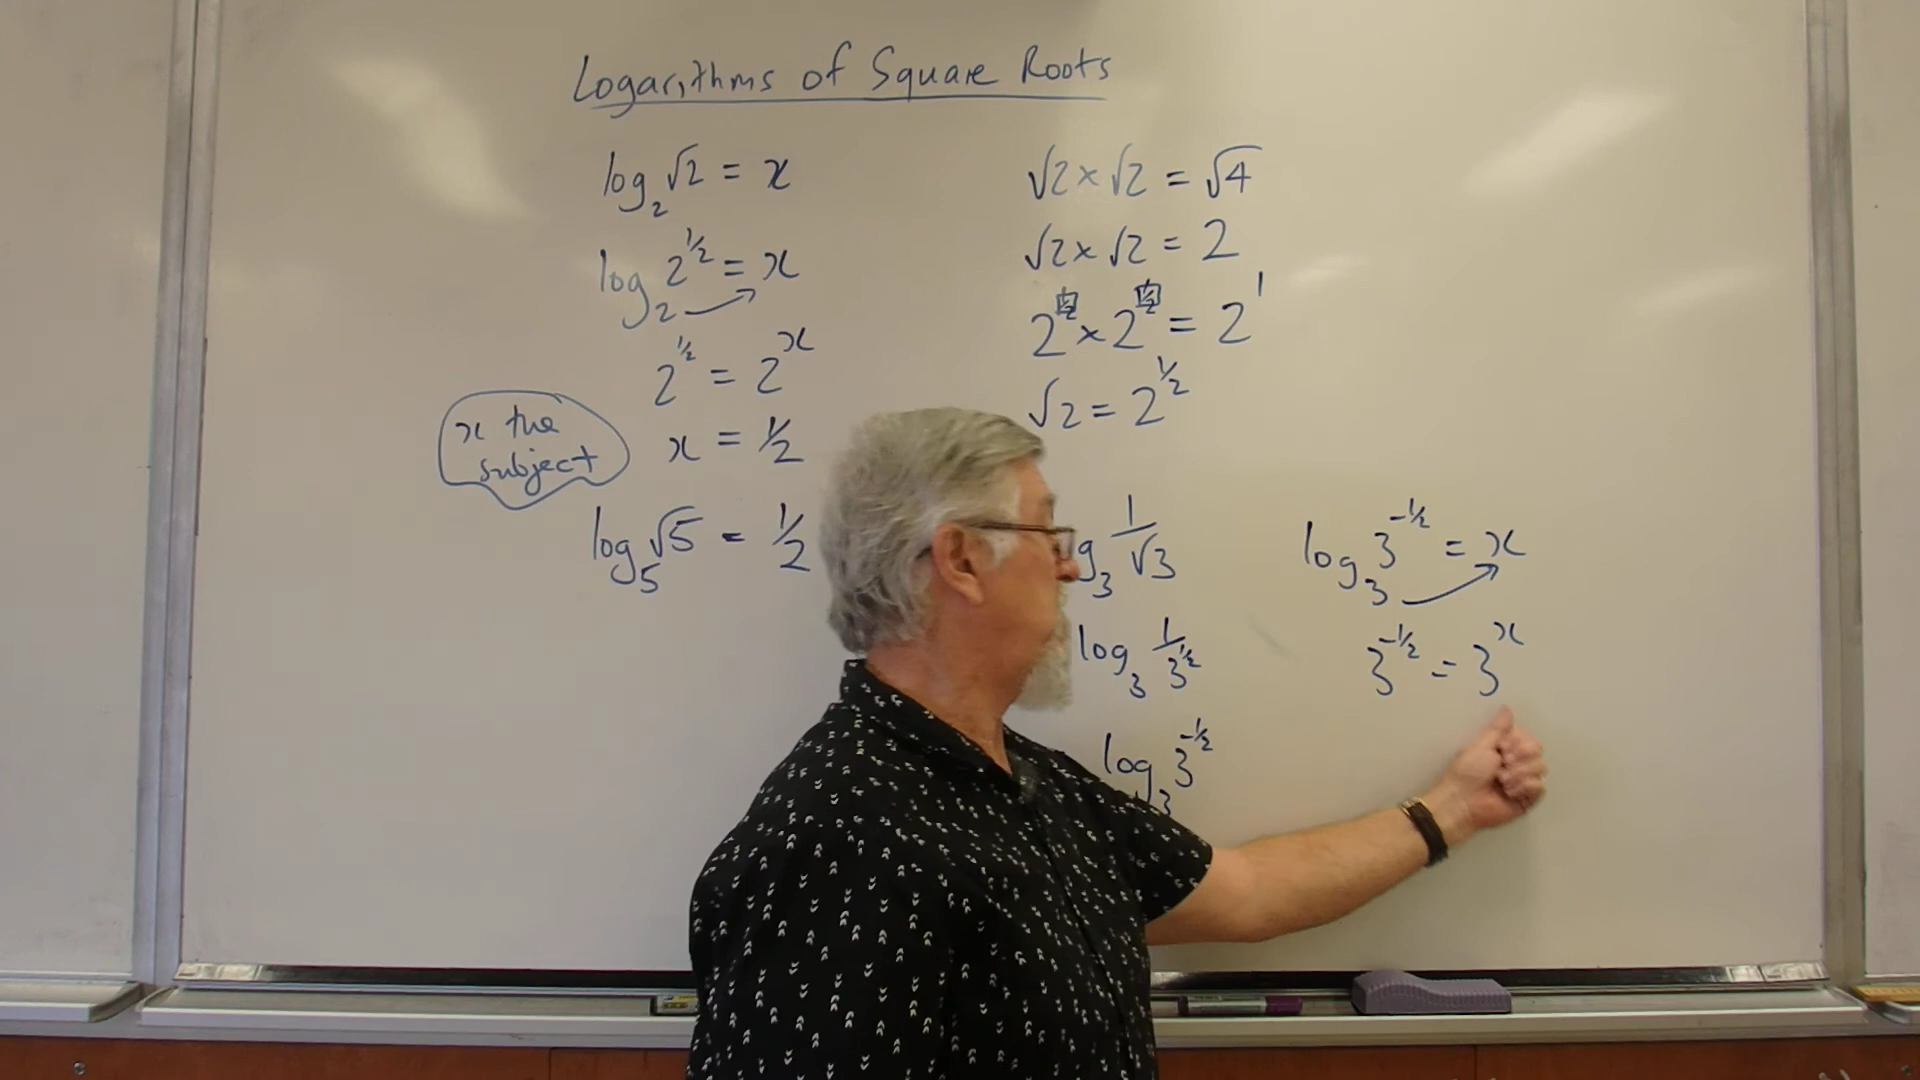 Logarithms of Square Roots
log₂ √2 = x
log₂ 2^½ = x
2^½ = 2^x
x the
subject
x = ½
log₅ √5 = ½
√2 × √2 = √4
√2 × √2 = 2
2^½ × 2^½ = 2^1
√2 = 2^½
g₃ 1/√3
log₃ 1/3^½
log₃ 3^-½
log₃ 3^-½ = x
3^-½ = 3^x